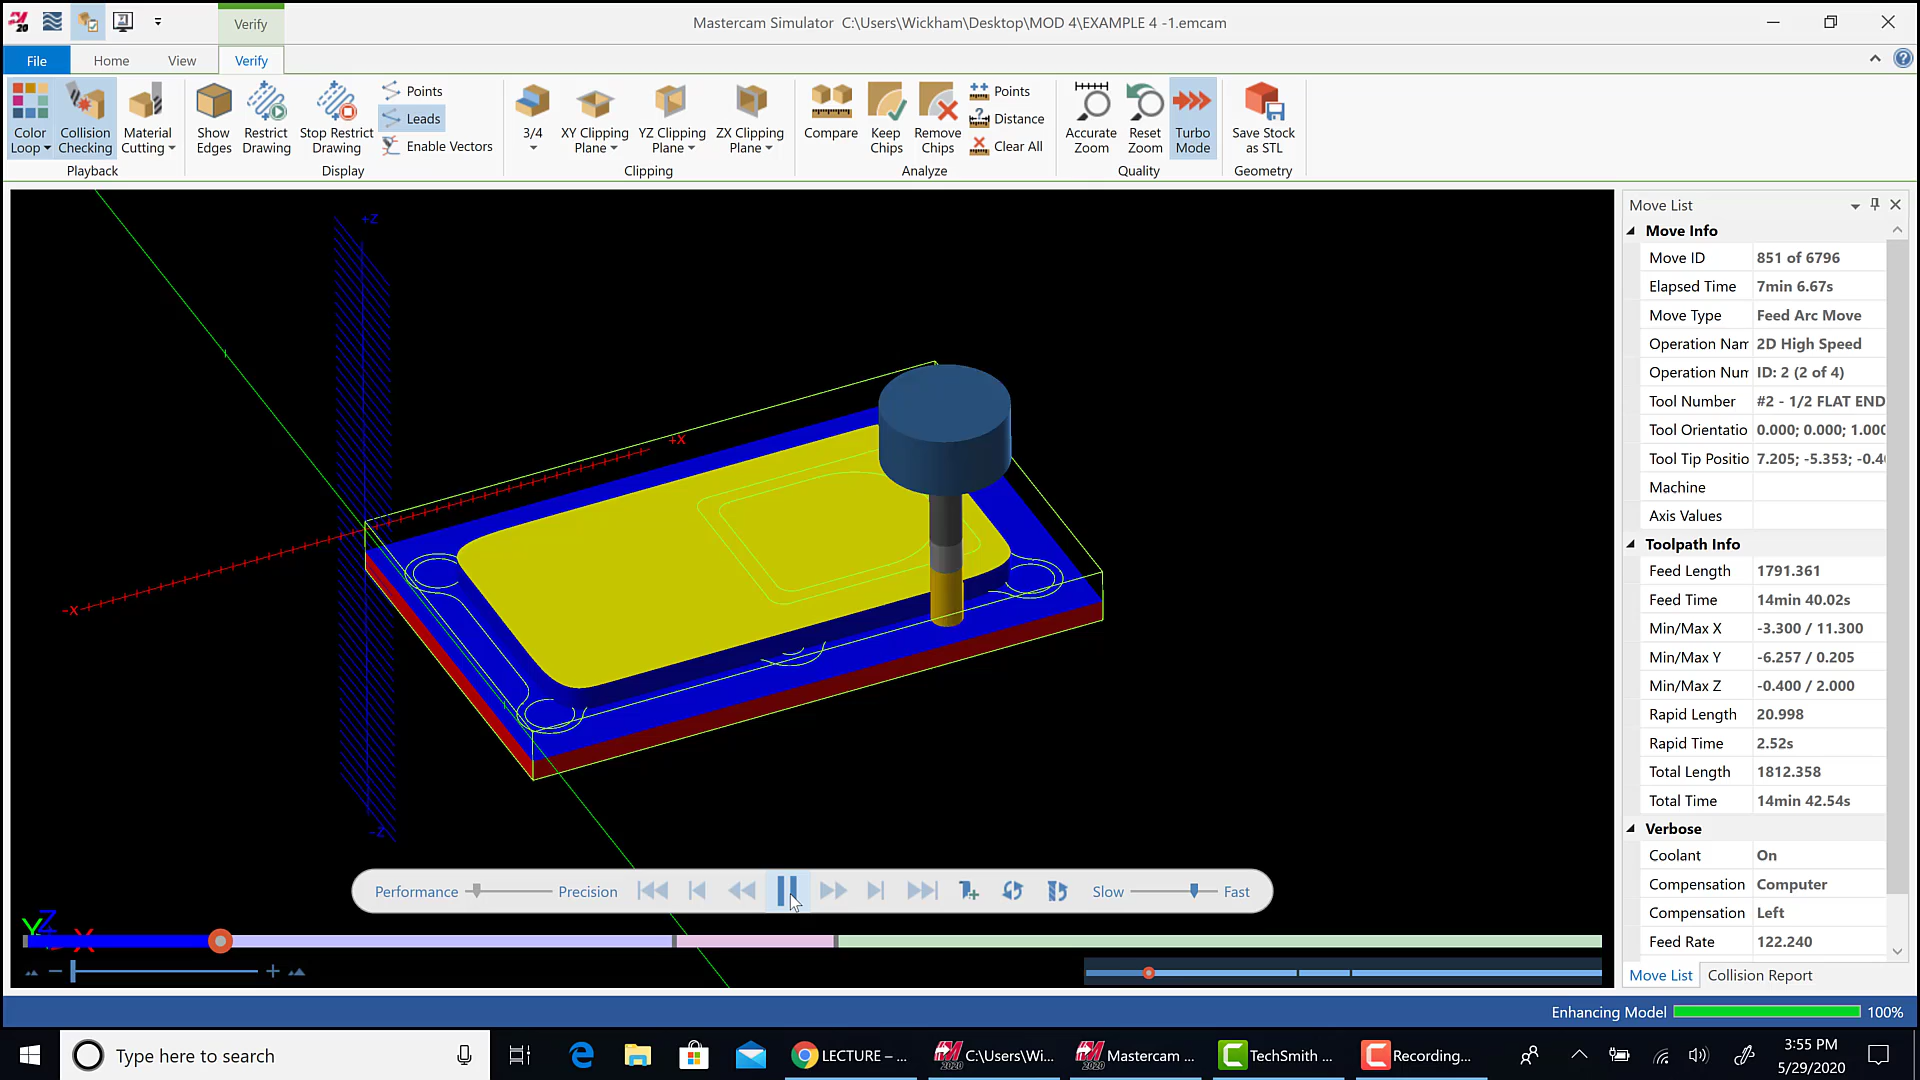 20
Verify
Mastercam Simulator C:\Users\Wickham\Desktop\MOD 4\EXAMPLE 4 -1.emcam
File
Home
View
Verify
Color
Loop
Collision
Checking
Material
Cutting
Playback
Show
Edges
Restrict
Drawing
Stop Restrict
Drawing
Points
Leads
Enable Vectors
Display
3/4
XY Clipping
Plane
YZ Clipping
Plane
ZX Clipping
Plane
Clipping
Compare
Keep
Chips
Remove
Chips
Points
Distance
Clear All
Analyze
Accurate
Zoom
Reset
Zoom
Turbo
Mode
Quality
Save Stock
as STL
Geometry
+Z
+X
-X
-Z
Y
Z
X
Move List
Move Info
Move ID 851 of 6796
Elapsed Time 7min 6.67s
Move Type Feed Arc Move
Operation Nam 2D High Speed
Operation Num ID: 2 (2 of 4)
Tool Number #2 - 1/2 FLAT END
Tool Orientatio 0.000; 0.000; 1.000
Tool Tip Positio 7.205; -5.353; -0.4
Machine
Axis Values
Toolpath Info
Feed Length 1791.361
Feed Time 14min 40.02s
Min/Max X -3.300 / 11.300
Min/Max Y -6.257 / 0.205
Min/Max Z -0.400 / 2.000
Rapid Length 20.998
Rapid Time 2.52s
Total Length 1812.358
Total Time 14min 42.54s
Verbose
Coolant On
Compensation Computer
Compensation Left
Feed Rate 122.240
Move List Collision Report
Performance Precision Slow Fast
Enhancing Model 100%
Type here to search
LECTURE – ...
2020
C:\Users\Wi...
2020
Mastercam ...
TechSmith ...
Recording...
3:55 PM
5/29/2020